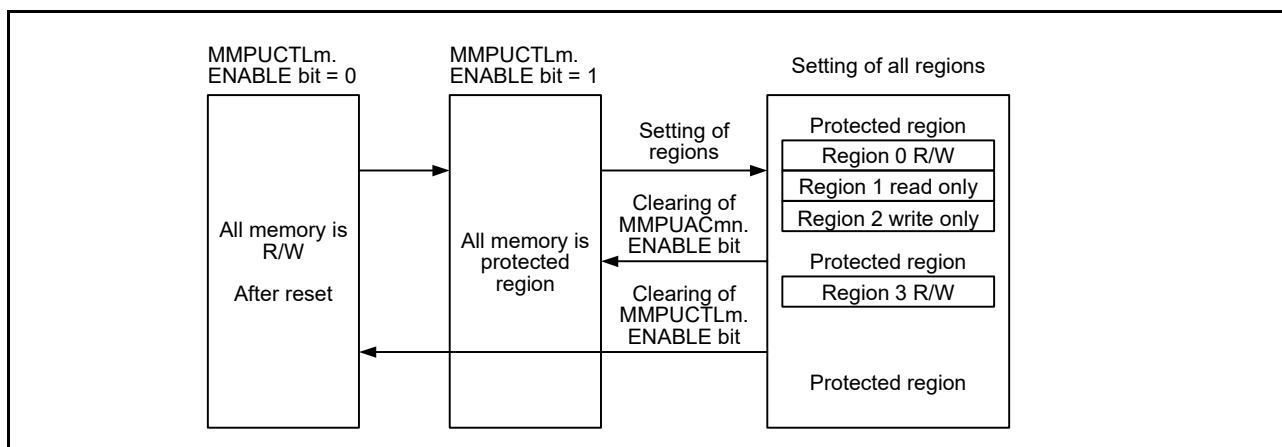 MMPUCTLm.
ENABLE bit = 0
All memory is
R/W
After reset
MMPUCTLm.
ENABLE bit = 1
All memory is
protected
region
Setting of
regions
Clearing of
MMPUACmn.
ENABLE bit
Clearing of
MMPUCTLm.
ENABLE bit
Setting of all regions
Protected region
Region 0 R/W
Region 1 read only
Region 2 write only
Protected region
Region 3 R/W
Protected region